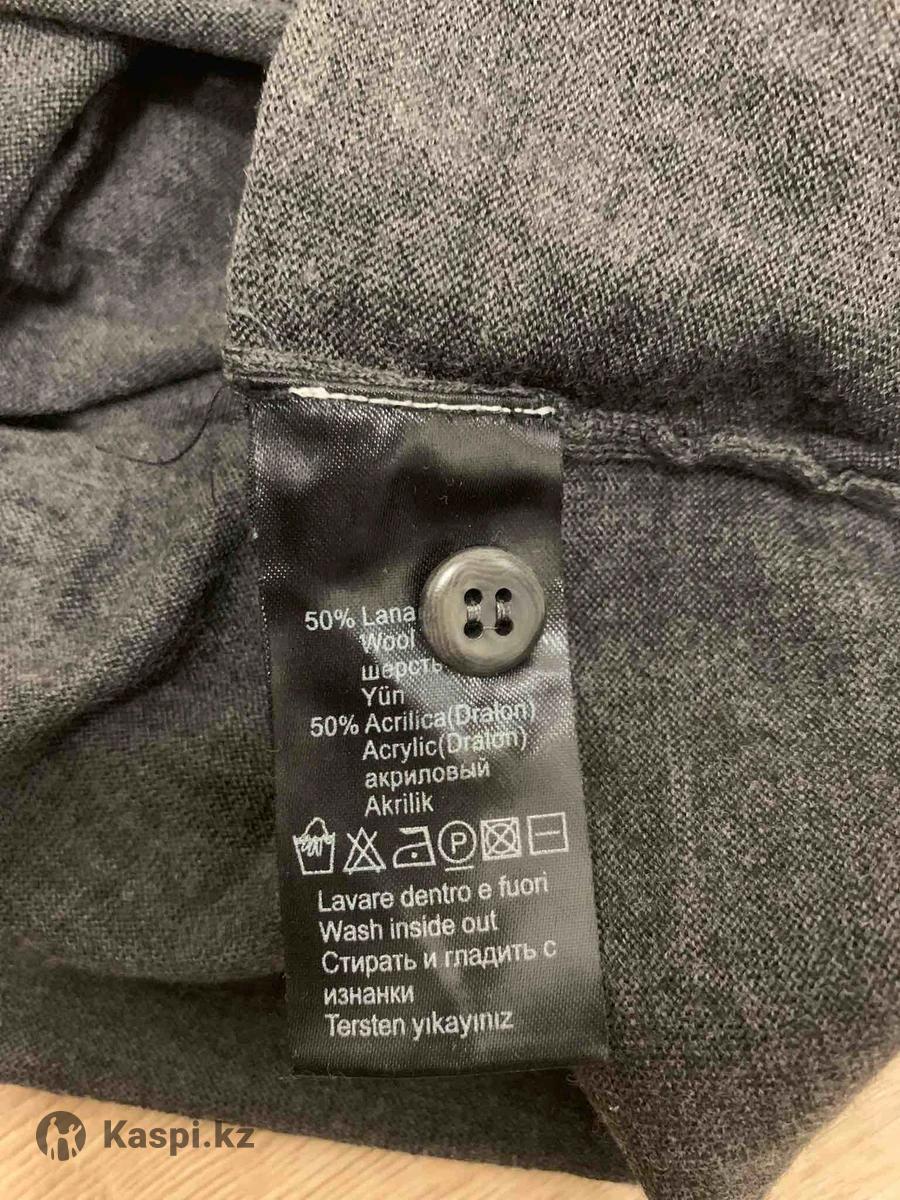 50% Lana
Wool
шерсть
Yün
50% Acrilica(Dralon)
Acrylic(Dralon)
акриловый
Akrilik
P
Lavare dentro e fuori
Wash inside out
Стирать и гладить с
изнанки
Tersten yıkayınız
Kaspi.kz